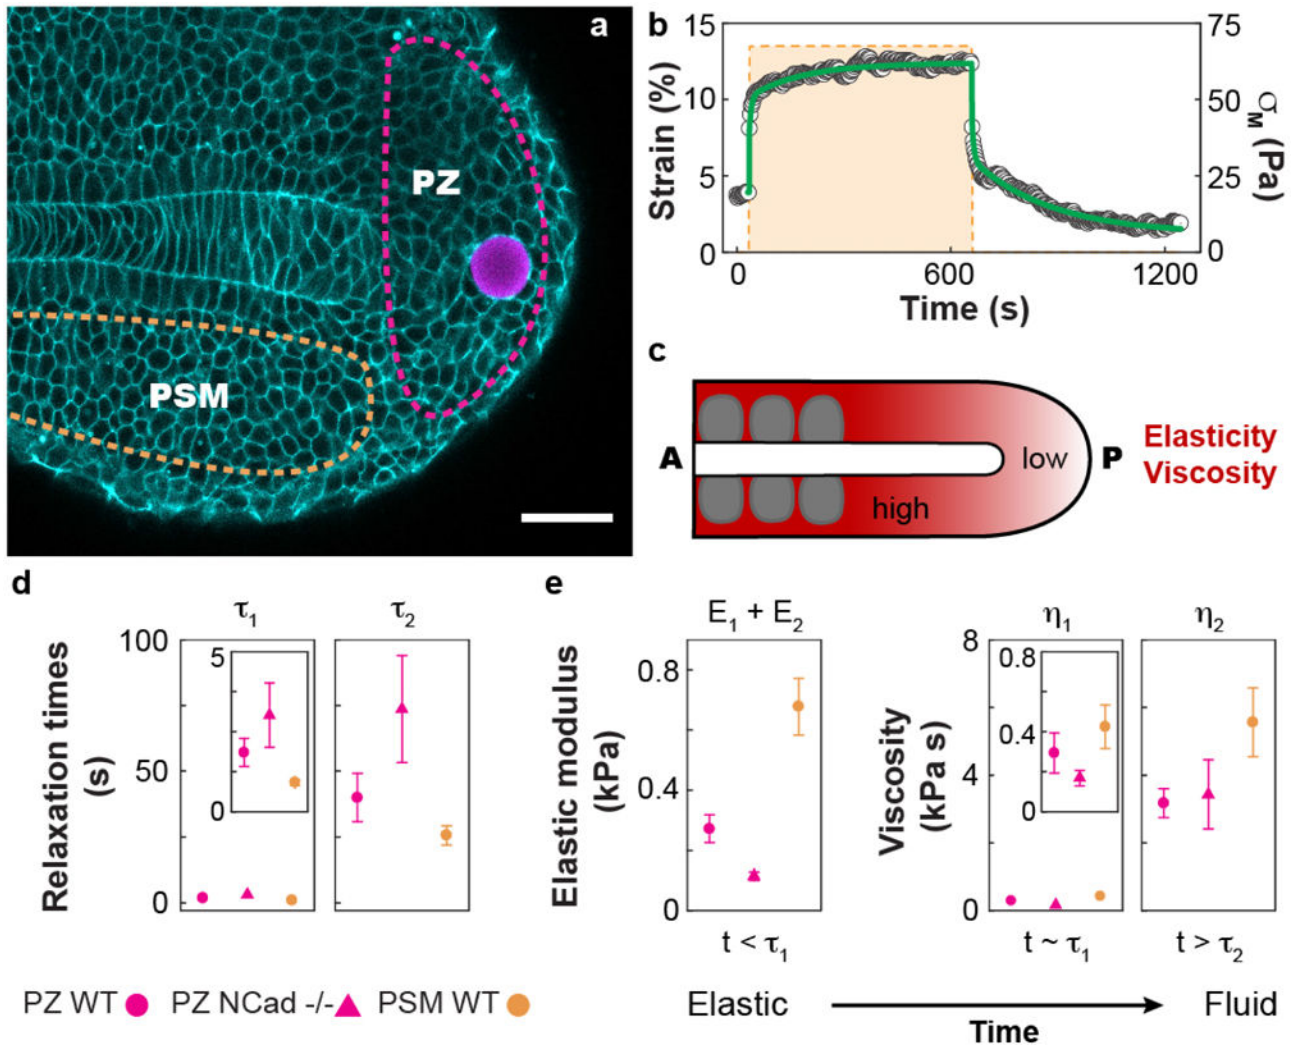 a
PZ
PSM
b
15
10
5
0
Strain (%)
75
50
25
0
σM (Pa)
0 600 1200
Time (s)
c
A
low
P
high
Elasticity
Viscosity
d
τ1 τ2
100
50
0
5
0
Relaxation times
(s)
e
E1 + E2
0.8
0.4
0
Elastic modulus
(kPa)
t < τ1
η1 η2
8
4
0
0.8
0.4
0
Viscosity
(kPa s)
t ~ τ1 t > τ2
PZ WT PZ NCad -/- PSM WT
Elastic Fluid
Time